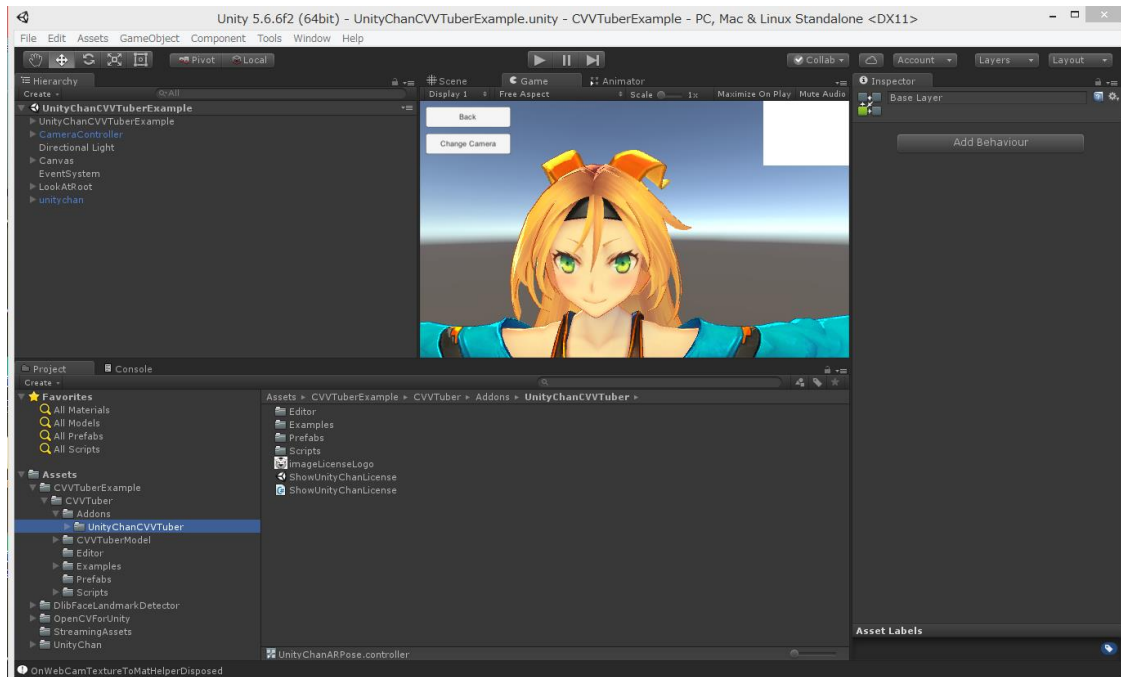 Unity 5.6.6f2 (64bit) - UnityChanCVVTuberExample.unity - CVVTuberExample - PC, Mac & Linux Standalone <DX11>
File Edit Assets GameObject Component Tools Window Help
Pivot Local Collab Account Layers Layout
Hierarchy
Create All
UnityChanCVVTuberExample
UnityChanCVVTuberExample
CameraController
Directional Light
Canvas
EventSystem
LookAtRoot
unitychan
Scene Game Animator
Display 1 Free Aspect Scale 1x Maximize On Play Mute Audio
Back
Change Camera
Inspector
Base Layer
Add Behaviour
Project Console
Create
Favorites
All Materials
All Models
All Prefabs
All Scripts
Assets
CVVTuberExample
CVVTuber
Addons
UnityChanCVVTuber
CVVTuberModel
Editor
Examples
Prefabs
Scripts
DlibFaceLandmarkDetector
OpenCVForUnity
StreamingAssets
UnityChan
Assets CVVTuberExample CVVTuber Addons UnityChanCVVTuber
Editor
Examples
Prefabs
Scripts
imageLicenseLogo
ShowUnityChanLicense
ShowUnityChanLicense
UnityChanARPose.controller
Asset Labels
OnWebCamTextureToMatHelperDisposed